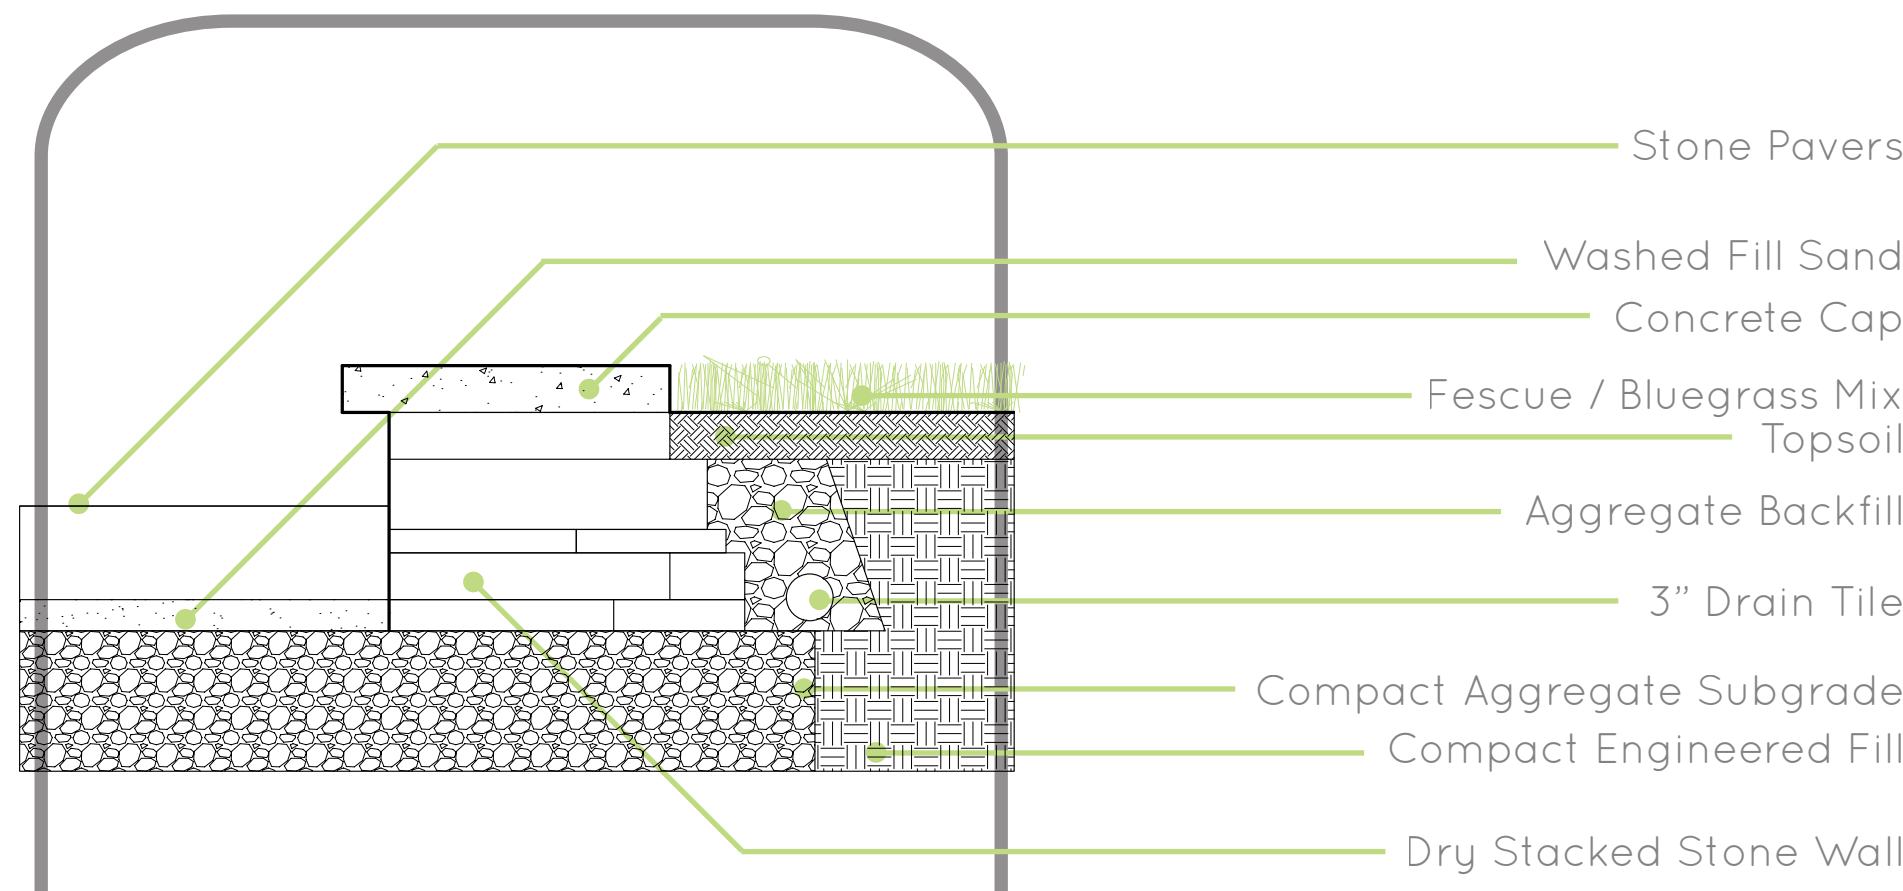 Stone Pavers
Washed Fill Sand
Concrete Cap
Fescue / Bluegrass Mix
Topsoil
Aggregate Backfill
3” Drain Tile
Compact Aggregate Subgrade
Compact Engineered Fill
Dry Stacked Stone Wall